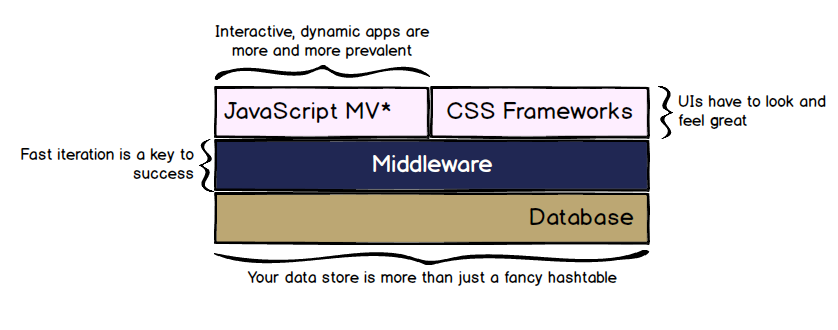 Interactive, dynamic apps are
more and more prevalent
JavaScript MV*
CSS Frameworks
UIs have to look and
feel great
Fast iteration is a key to
success
Middleware
Database
Your data store is more than just a fancy hashtable